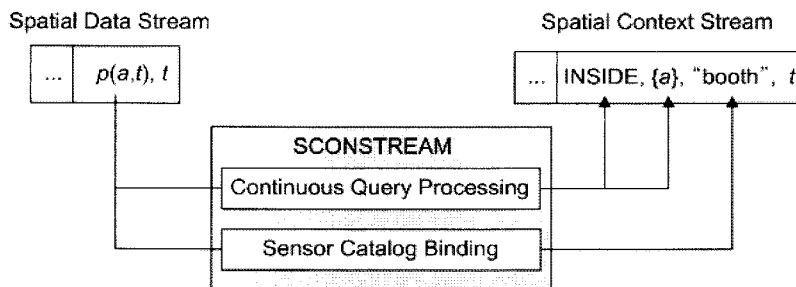 Spatial Data Stream
Spatial Context Stream
... p(a,t), t
... INSIDE, {a}, “booth”, t
SCONSTREAM
Continuous Query Processing
Sensor Catalog Binding